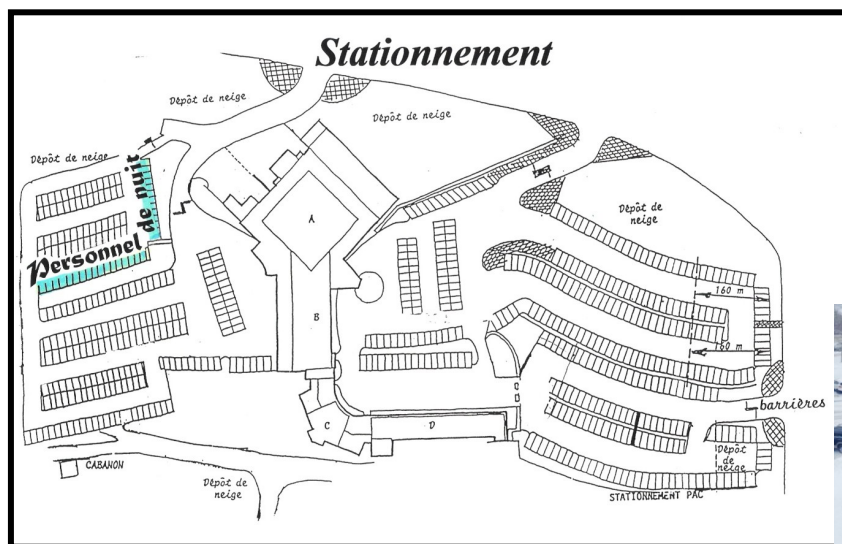 Stationnement
Dépôt de neige
Dépôt de neige
Dépôt de neige
Personnel de nuit
Dépôt de
neige
A
B
160 m
160 m
barrières
C
D
CABANON
Dépôt de
neige
Dépôt
de
neige
STATIONNEMENT PAC